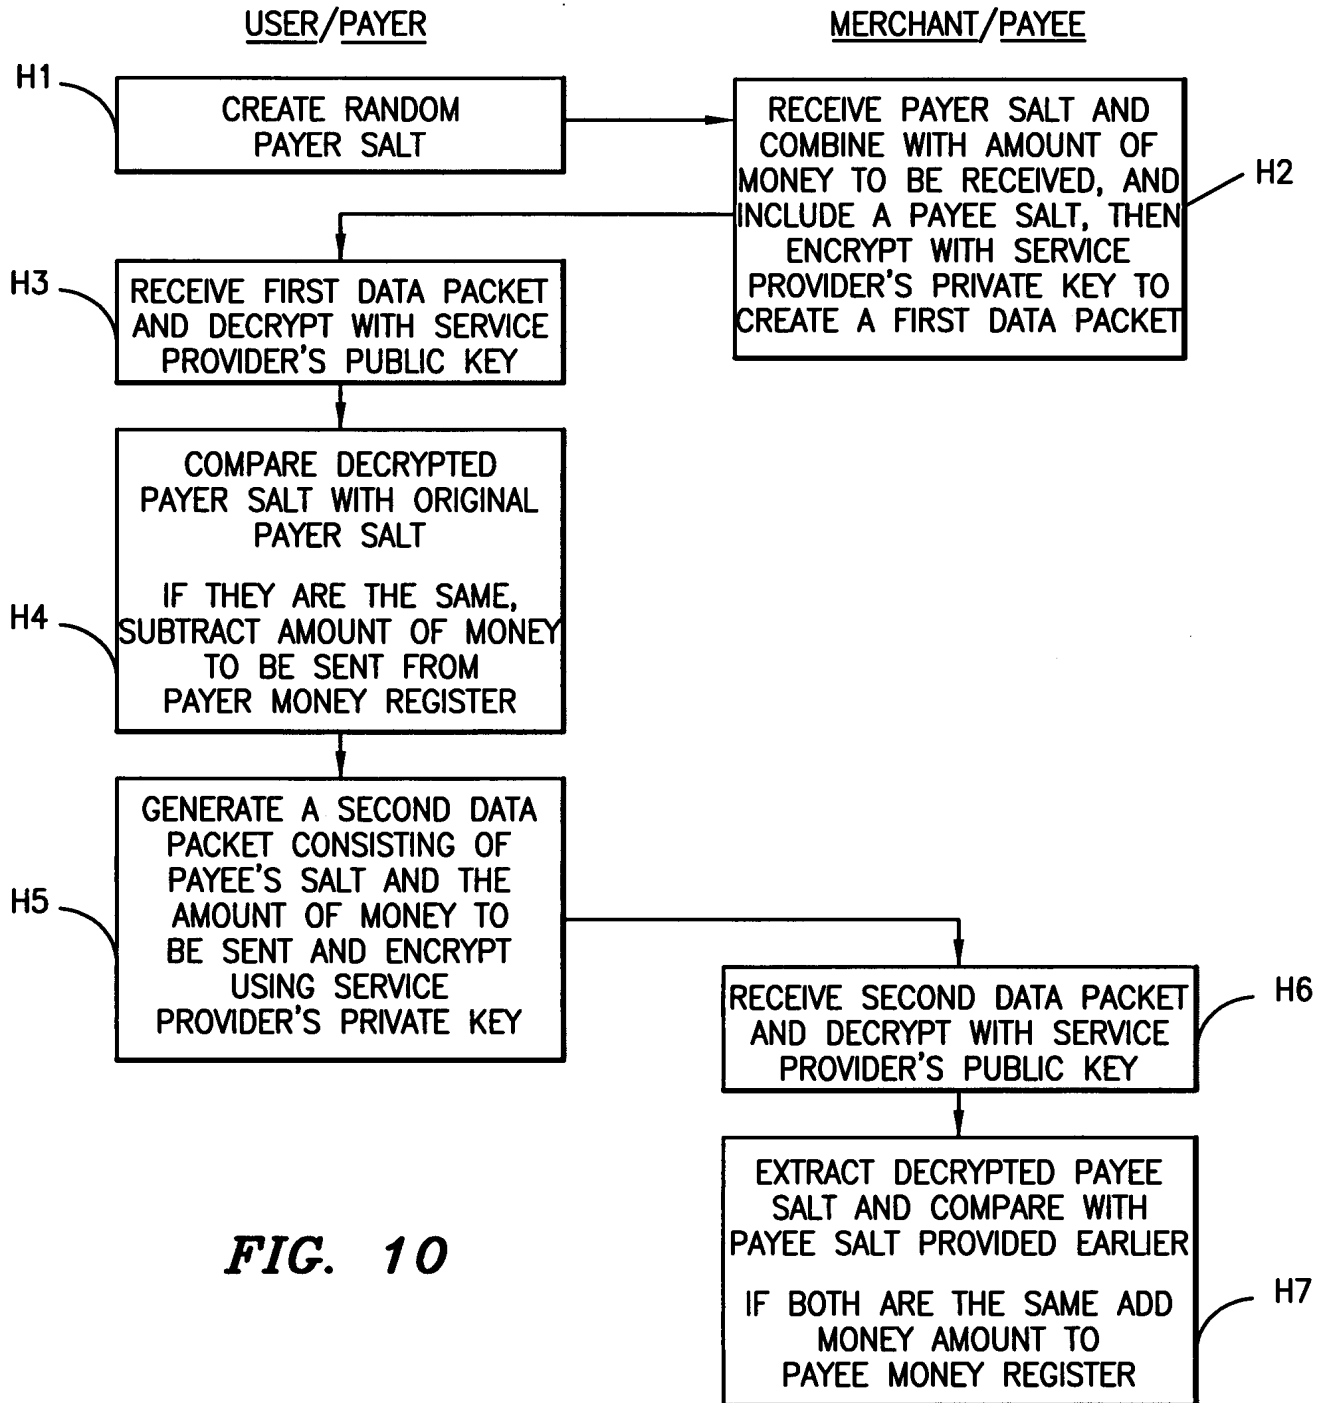 USER/PAYER
MERCHANT/PAYEE
H1
CREATE RANDOM
PAYER SALT
RECEIVE PAYER SALT AND
COMBINE WITH AMOUNT OF
MONEY TO BE RECEIVED, AND
INCLUDE A PAYEE SALT, THEN
ENCRYPT WITH SERVICE
PROVIDER'S PRIVATE KEY TO
CREATE A FIRST DATA PACKET
H2
H3
RECEIVE FIRST DATA PACKET
AND DECRYPT WITH SERVICE
PROVIDER'S PUBLIC KEY
COMPARE DECRYPTED
PAYER SALT WITH ORIGINAL
PAYER SALT
IF THEY ARE THE SAME,
SUBTRACT AMOUNT OF MONEY
TO BE SENT FROM
PAYER MONEY REGISTER
H4
GENERATE A SECOND DATA
PACKET CONSISTING OF
PAYEE'S SALT AND THE
AMOUNT OF MONEY TO
BE SENT AND ENCRYPT
USING SERVICE
PROVIDER'S PRIVATE KEY
H5
RECEIVE SECOND DATA PACKET
AND DECRYPT WITH SERVICE
PROVIDER'S PUBLIC KEY
H6
EXTRACT DECRYPTED PAYEE
SALT AND COMPARE WITH
PAYEE SALT PROVIDED EARLIER
IF BOTH ARE THE SAME ADD
MONEY AMOUNT TO
PAYEE MONEY REGISTER
H7
FIG. 10